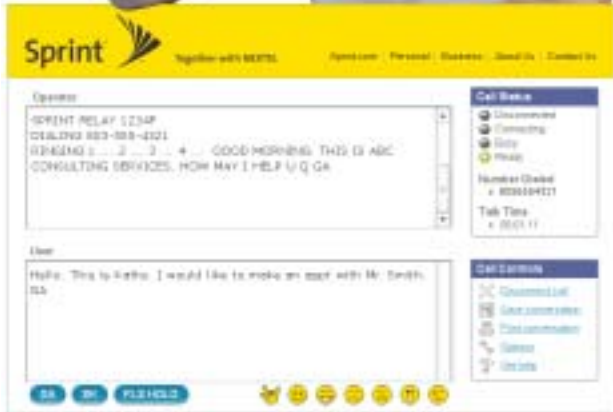 Sprint
Together with NEXTEL
Sprint.com Personal Business About Us Contact Us
Operator
SPRINT RELAY 1234F
DIALING 803-555-4321
RINGING 1 ... 2 ... 3 ... 4 ... GOOD MORNING. THIS IS ABC
CONSULTING SERVICES. HOW MAY I HELP U Q GA
Call Status
Disconnected
Connecting
Busy
Ready
Number Dialed
Talk Time
User
Hello. This is Kathy. I would like to make an appt with Mr. Smith.
GA
Call Controls
Disconnect call
Save conversation
Print conversation
Options
Get help
GA SK PLS HOLD